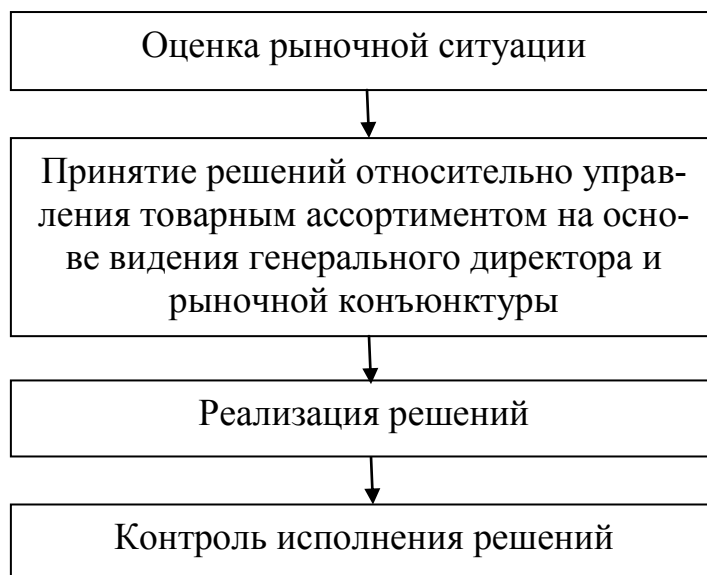 Оценка рыночной ситуации
Принятие решений относительно управ-
ления товарным ассортиментом на осно-
ве видения генерального директора и
рыночной конъюнктуры
Реализация решений
Контроль исполнения решений